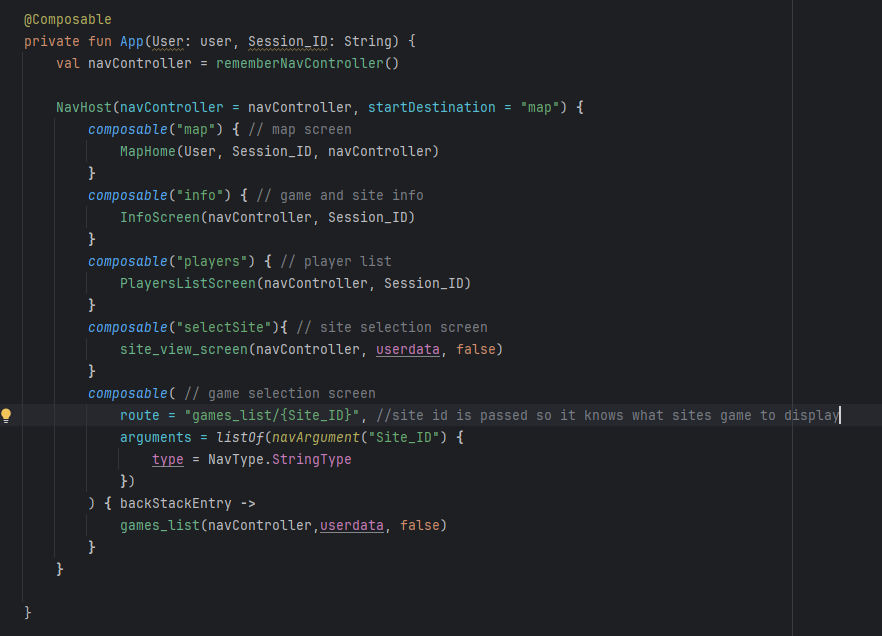 @Composable
private fun App(User: user, Session_ID: String) {
    val navController = rememberNavController()

    NavHost(navController = navController, startDestination = "map") {
        composable("map") { // map screen
            MapHome(User, Session_ID, navController)
        }
        composable("info") { // game and site info
            InfoScreen(navController, Session_ID)
        }
        composable("players") { // player list
            PlayersListScreen(navController, Session_ID)
        }
        composable("selectSite"){ // site selection screen
            site_view_screen(navController, userdata, false)
        }
        composable( // game selection screen
            route = "games_list/{Site_ID}", //site id is passed so it knows what sites game to display
            arguments = listOf(navArgument("Site_ID") {
                type = NavType.StringType
            })
        ) { backStackEntry ->
            games_list(navController,userdata, false)
        }
    }

}